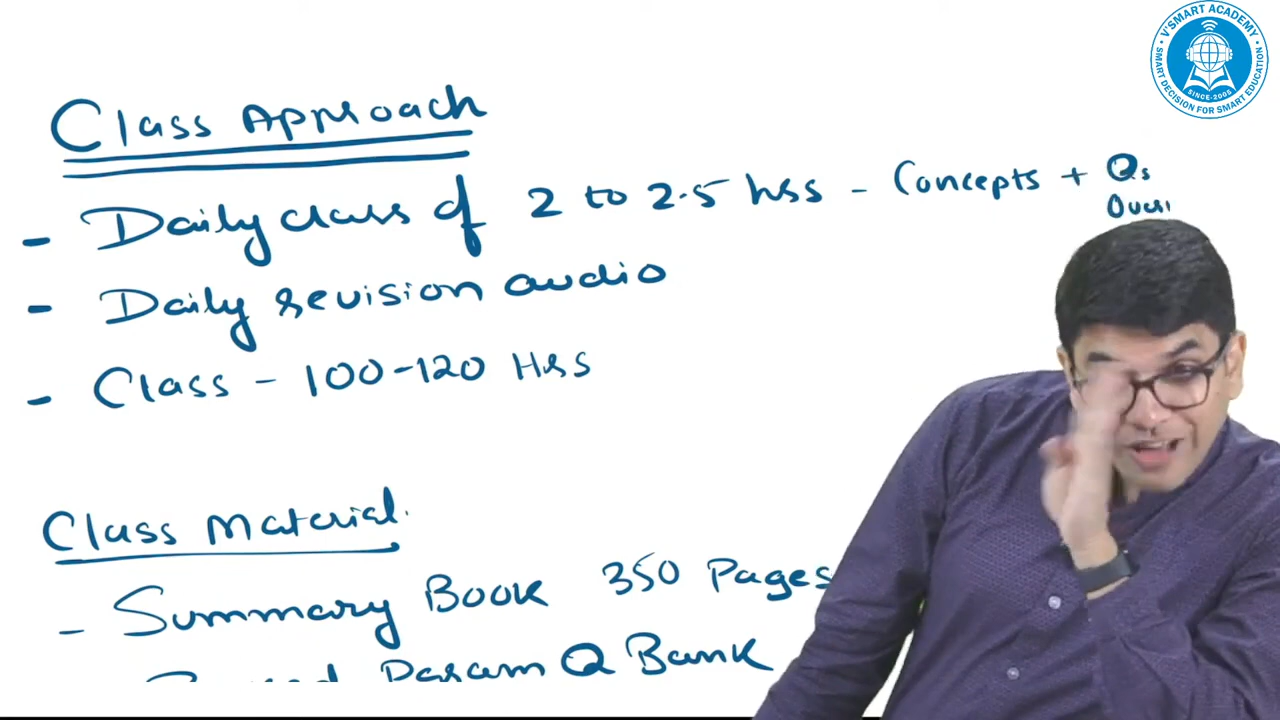 V'SMART ACADEMY
SMART DECISION FOR SMART EDUCATION
SINCE-2005
Class Approach
- Daily class of 2 to 2.5 hrs - Concepts + Qs
- Daily revision audio
- Class - 100-120 Hrs
Class Material.
- Summary Book 350 Pages
Param Q Bank